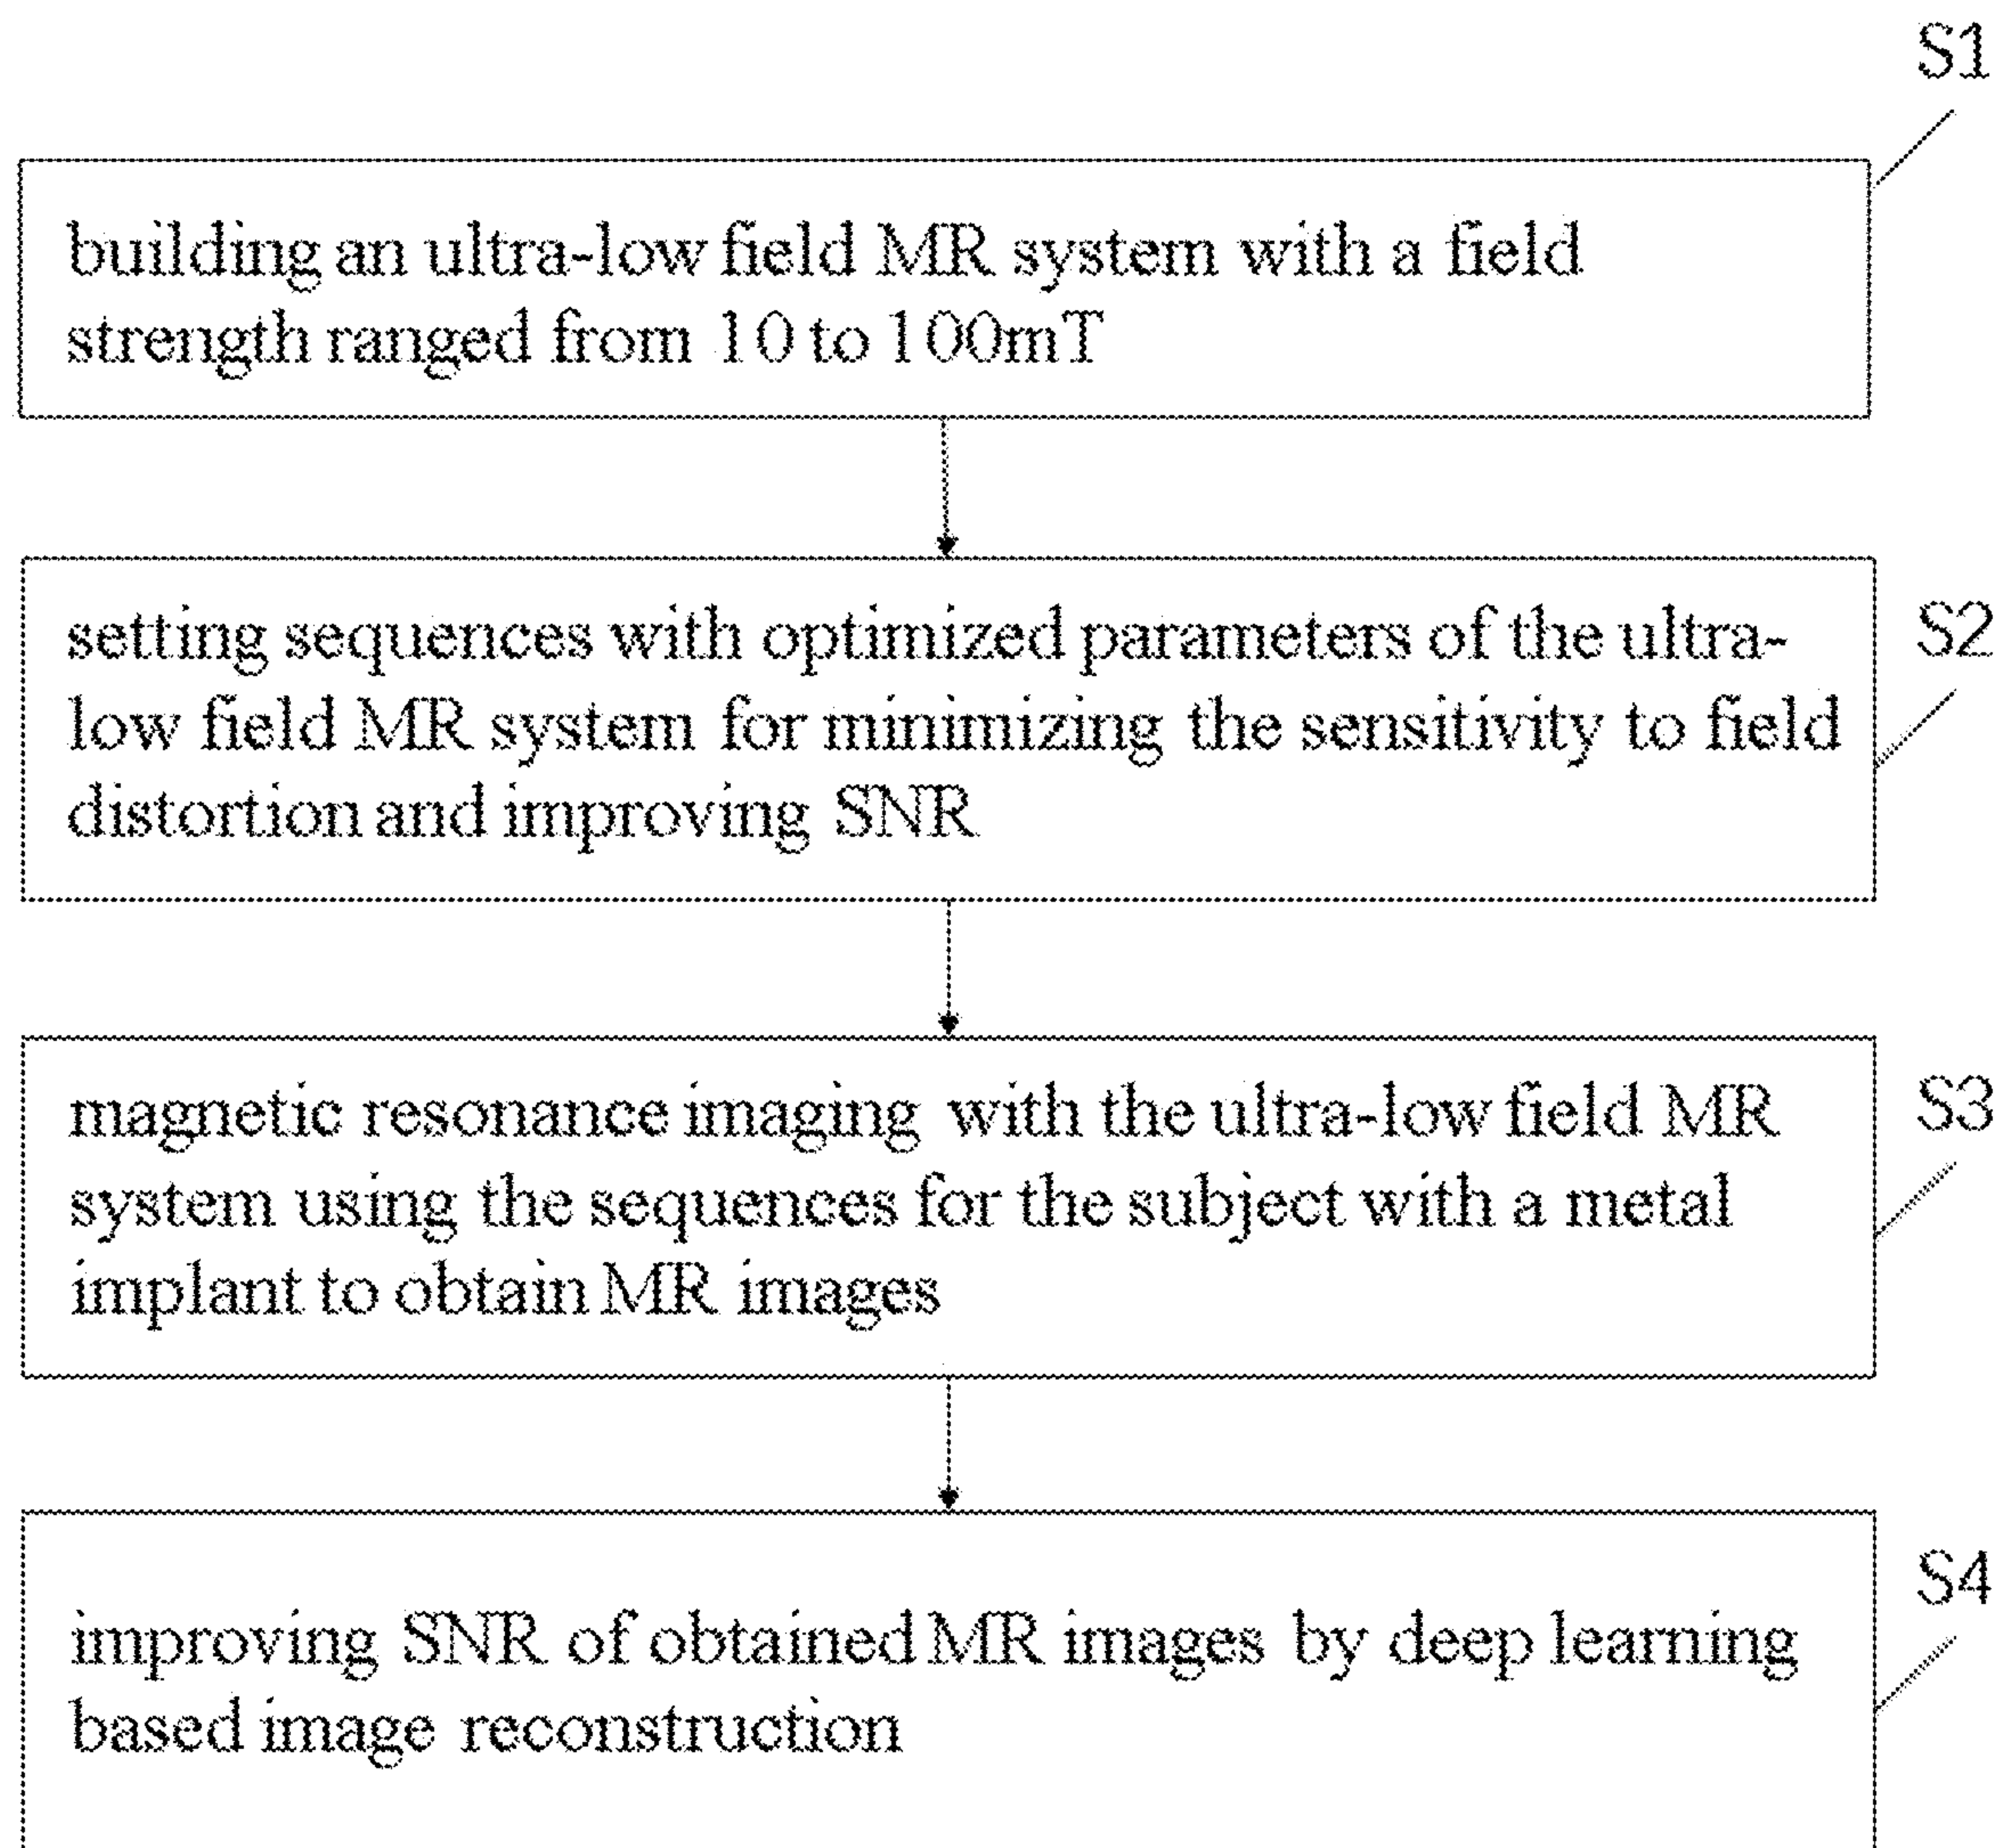 S1
building an ultra-low field MR system with a field
strength ranged from 10 to 100mT
S2
setting sequences with optimized parameters of the ultra-
low field MR system for minimizing the sensitivity to field
distortion and improving SNR
S3
magnetic resonance imaging with the ultra-low field MR
system using the sequences for the subject with a metal
implant to obtain MR images
S4
improving SNR of obtained MR images by deep learning
based image reconstruction